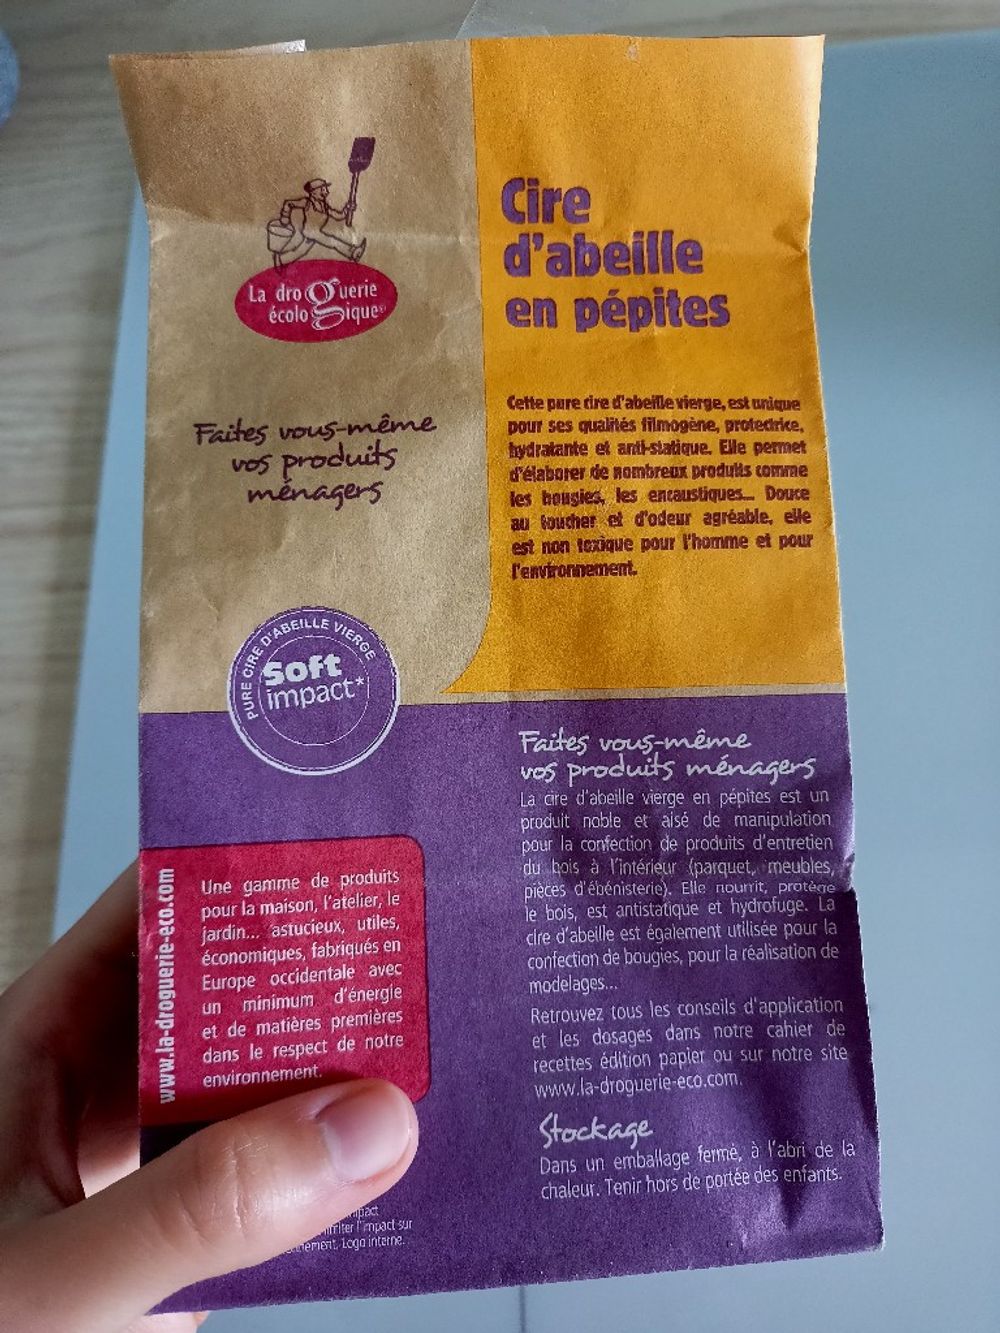 La droguerie
écologique®
Faites vous-même
vos produits
ménagers
PURE CIRE D'ABEILLE VIERGE
Soft
impact*
www.la-droguerie-eco.com
Une gamme de produits
pour la maison, l'atelier, le
jardin... astucieux, utiles,
économiques, fabriqués en
Europe occidentale avec
un minimum d'énergie
et de matières premières
dans le respect de notre
environnement.
l'impact sur
Logo interne.
Cire
d'abeille
en pépites
Cette pure cire d'abeille vierge, est unique
pour ses qualités filmogène, protectrice,
hydratante et anti-statique. Elle permet
d'élaborer de nombreux produits comme
les bougies, les encaustiques... Douce
au toucher et d'odeur agréable, elle
est non toxique pour l'homme et pour
l'environnement.
Faites vous-même
vos produits ménagers
La cire d'abeille vierge en pépites est un
produit noble et aisé de manipulation
pour la confection de produits d'entretien
du bois à l'intérieur (parquet, meubles,
pièces d'ébénisterie). Elle nourrit, protège
le bois, est antistatique et hydrofuge. La
cire d'abeille est également utilisée pour la
confection de bougies, pour la réalisation de
modelages...
Retrouvez tous les conseils d'application
et les dosages dans notre cahier de
recettes édition papier ou sur notre site
www.la-droguerie-eco.com.
Stockage
Dans un emballage fermé, à l'abri de la
chaleur. Tenir hors de portée des enfants.